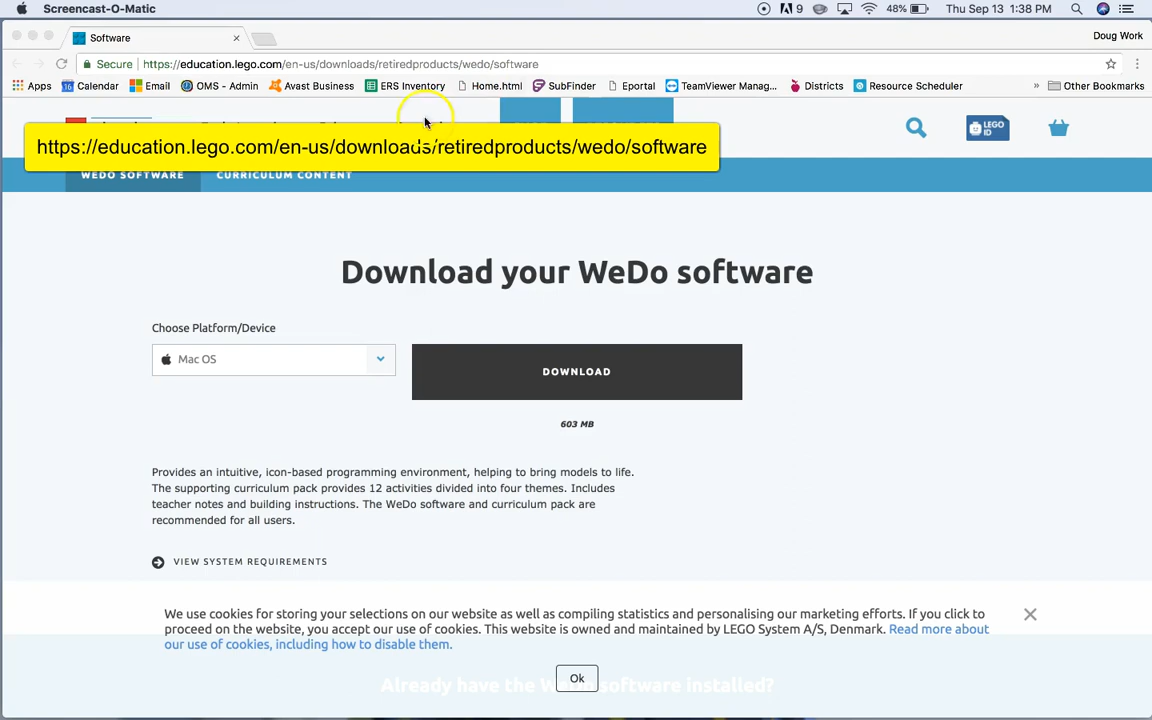 Screencast-O-Matic
9
48%
Thu Sep 13 1:38 PM
Software
Doug Work
Secure
https://education.lego.com/en-us/downloads/retiredproducts/wedo/software
Apps
Calendar
Email
OMS - Admin
Avast Business
ERS Inventory
Home.html
SubFinder
Eportal
TeamViewer Manag...
Districts
Resource Scheduler
»
Other Bookmarks
LEGO ID
https://education.lego.com/en-us/downloads/retiredproducts/wedo/software
WEDO SOFTWARE
CURRICULUM CONTENT
Download your WeDo software
Choose Platform/Device
Mac OS
DOWNLOAD
603 MB
Provides an intuitive, icon-based programming environment, helping to bring models to life.
The supporting curriculum pack provides 12 activities divided into four themes. Includes
teacher notes and building instructions. The WeDo software and curriculum pack are
recommended for all users.
VIEW SYSTEM REQUIREMENTS
We use cookies for storing your selections on our website as well as compiling statistics and personalising our marketing efforts. If you click to
proceed on the website, you accept our use of cookies. This website is owned and maintained by LEGO System A/S, Denmark. Read more about
our use of cookies, including how to disable them.
Ok
Already have the WeDo software installed?